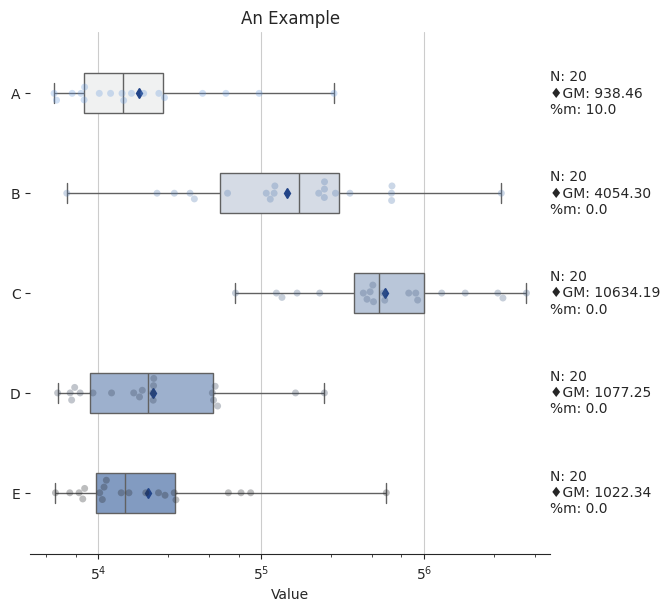 An Example
A
N: 20
♦GM: 938.46
%m: 10.0
B
N: 20
♦GM: 4054.30
%m: 0.0
C
N: 20
♦GM: 10634.19
%m: 0.0
D
N: 20
♦GM: 1077.25
%m: 0.0
E
N: 20
♦GM: 1022.34
%m: 0.0
5⁴ 5⁵ 5⁶
Value